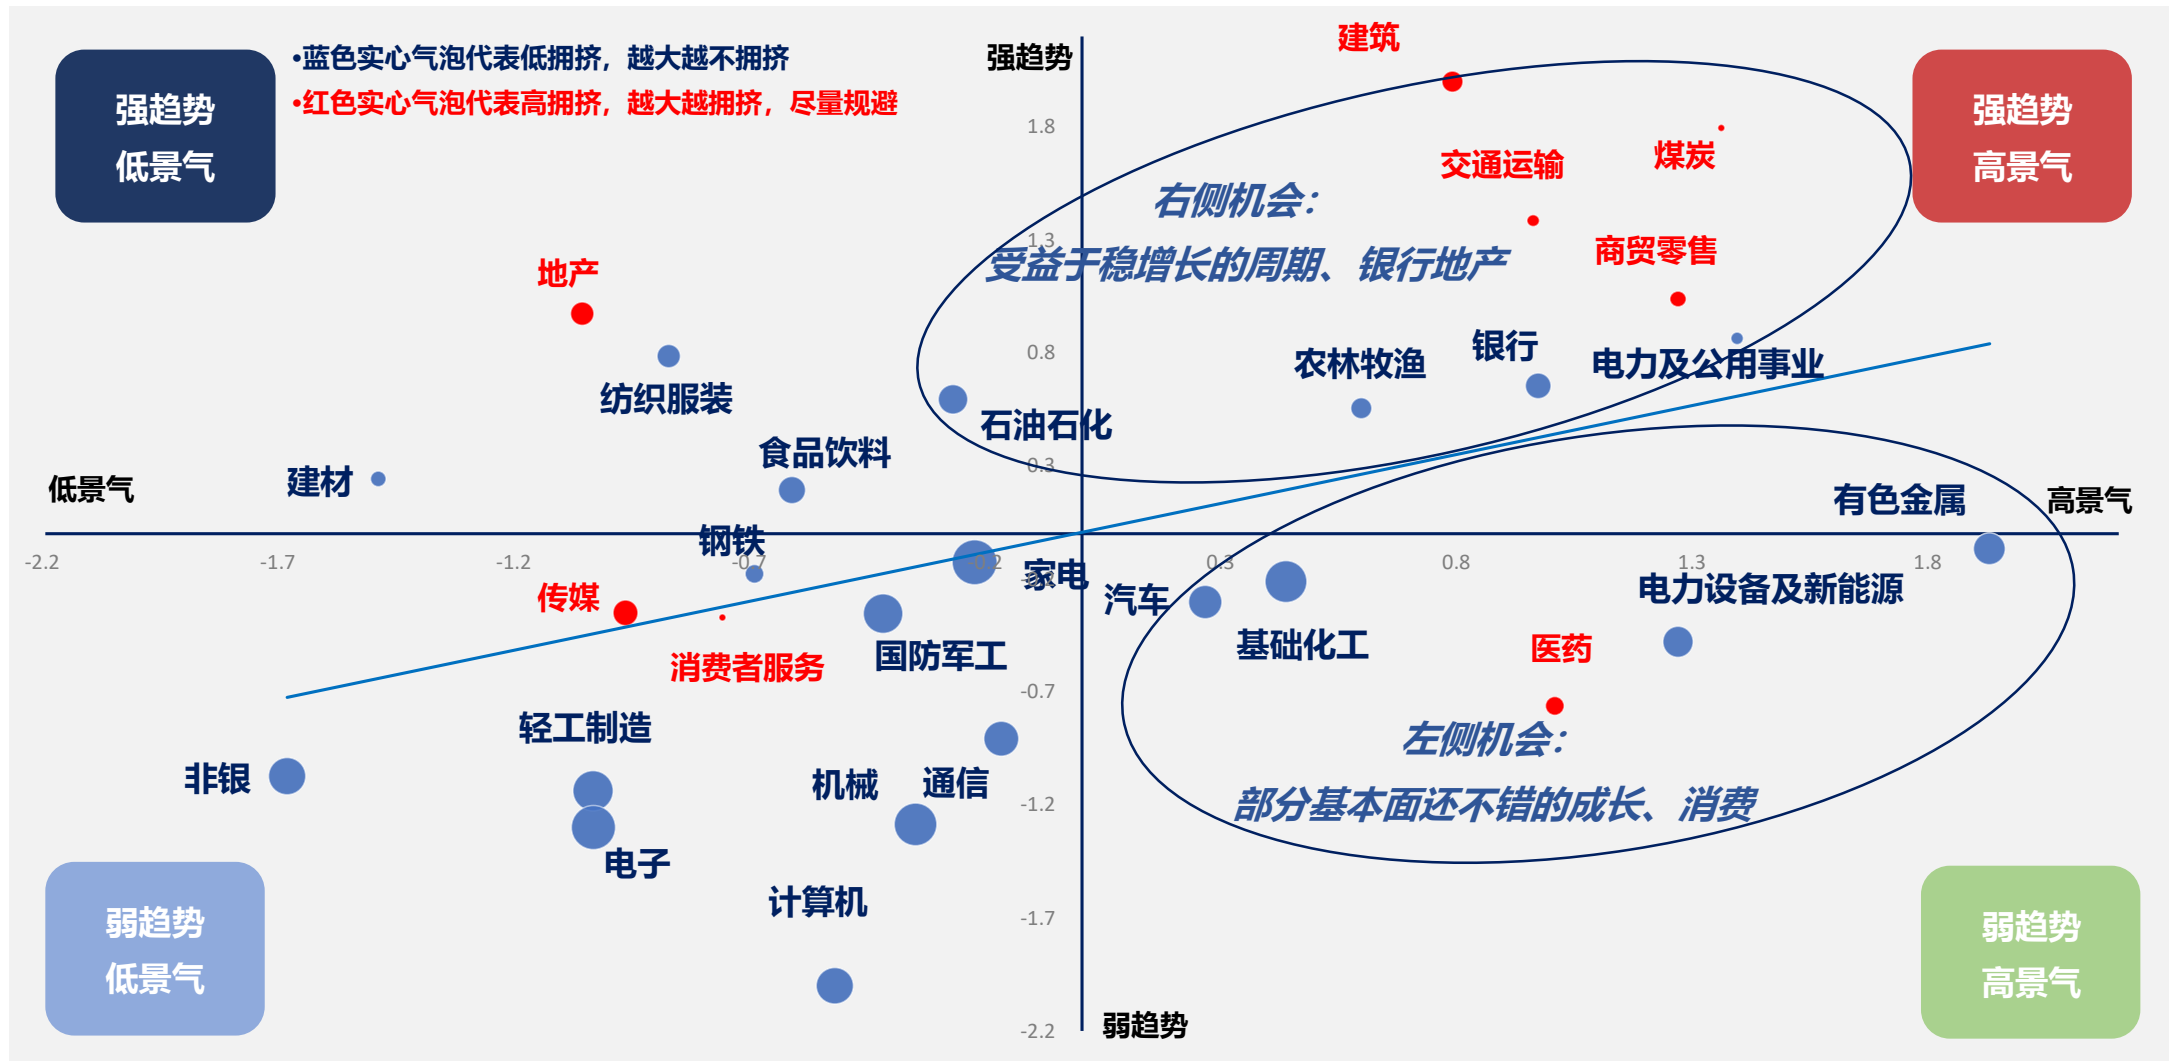 •蓝色实心气泡代表低拥挤，越大越不拥挤
•红色实心气泡代表高拥挤，越大越拥挤，尽量规避
强趋势
低景气
强趋势
建筑
强趋势
高景气
1.8
交通运输
煤炭
右侧机会：
受益于稳增长的周期、银行地产
1.3
商贸零售
地产
0.8
农林牧渔
银行
电力及公用事业
纺织服装
石油石化
食品饮料
0.3
建材
低景气
有色金属
高景气
钢铁
-2.2
-1.7
-1.2
-0.7
-0.2
0.3
0.8
1.3
1.8
家电
-0.2
汽车
电力设备及新能源
传媒
消费者服务
国防军工
基础化工
医药
-0.7
轻工制造
左侧机会：
部分基本面还不错的成长、消费
非银
机械
通信
-1.2
电子
计算机
-1.7
弱趋势
低景气
弱趋势
高景气
-2.2
弱趋势